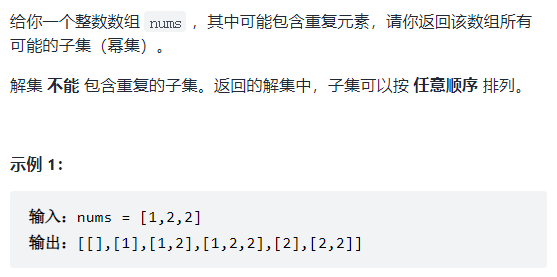 给你一个整数数组 nums ，其中可能包含重复元素，请你返回该数组所有
可能的子集（幂集）。
解集 不能 包含重复的子集。返回的解集中，子集可以按 任意顺序 排列。
示例 1：
输入：nums = [1,2,2]
输出：[[],[1],[1,2],[1,2,2],[2],[2,2]]